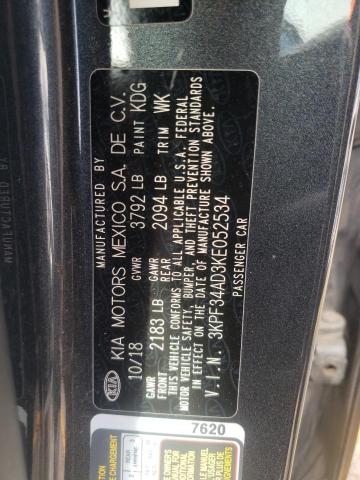 MANUFACTURED BY
KIA KIA MOTORS MEXICO S.A. DE C.V.
10/18 GVWR 3792 LB PAINT KDG
GAWR FRONT 2183 LB GAWR REAR 2094 LB TRIM WK
THIS VEHICLE CONFORMS TO ALL APPLICABLE U.S.A. FEDERAL
MOTOR VEHICLE SAFETY, BUMPER, AND THEFT PREVENTION STANDARDS
IN EFFECT ON THE DATE OF MANUFACTURE SHOWN ABOVE.
V.I.N. 3KPF34AD3KE052534
PASSENGER CAR
7620